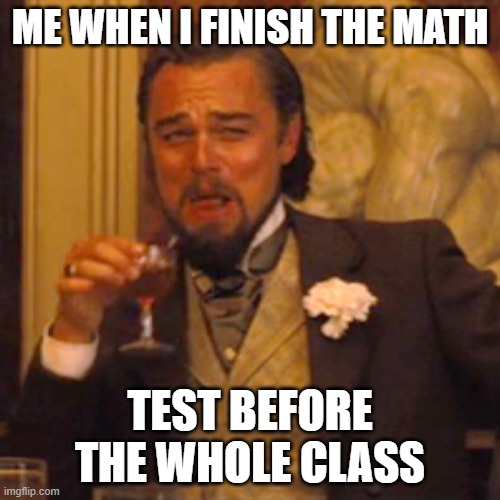 ME WHEN I FINISH THE MATH
TEST BEFORE
THE WHOLE CLASS
imgflip.com